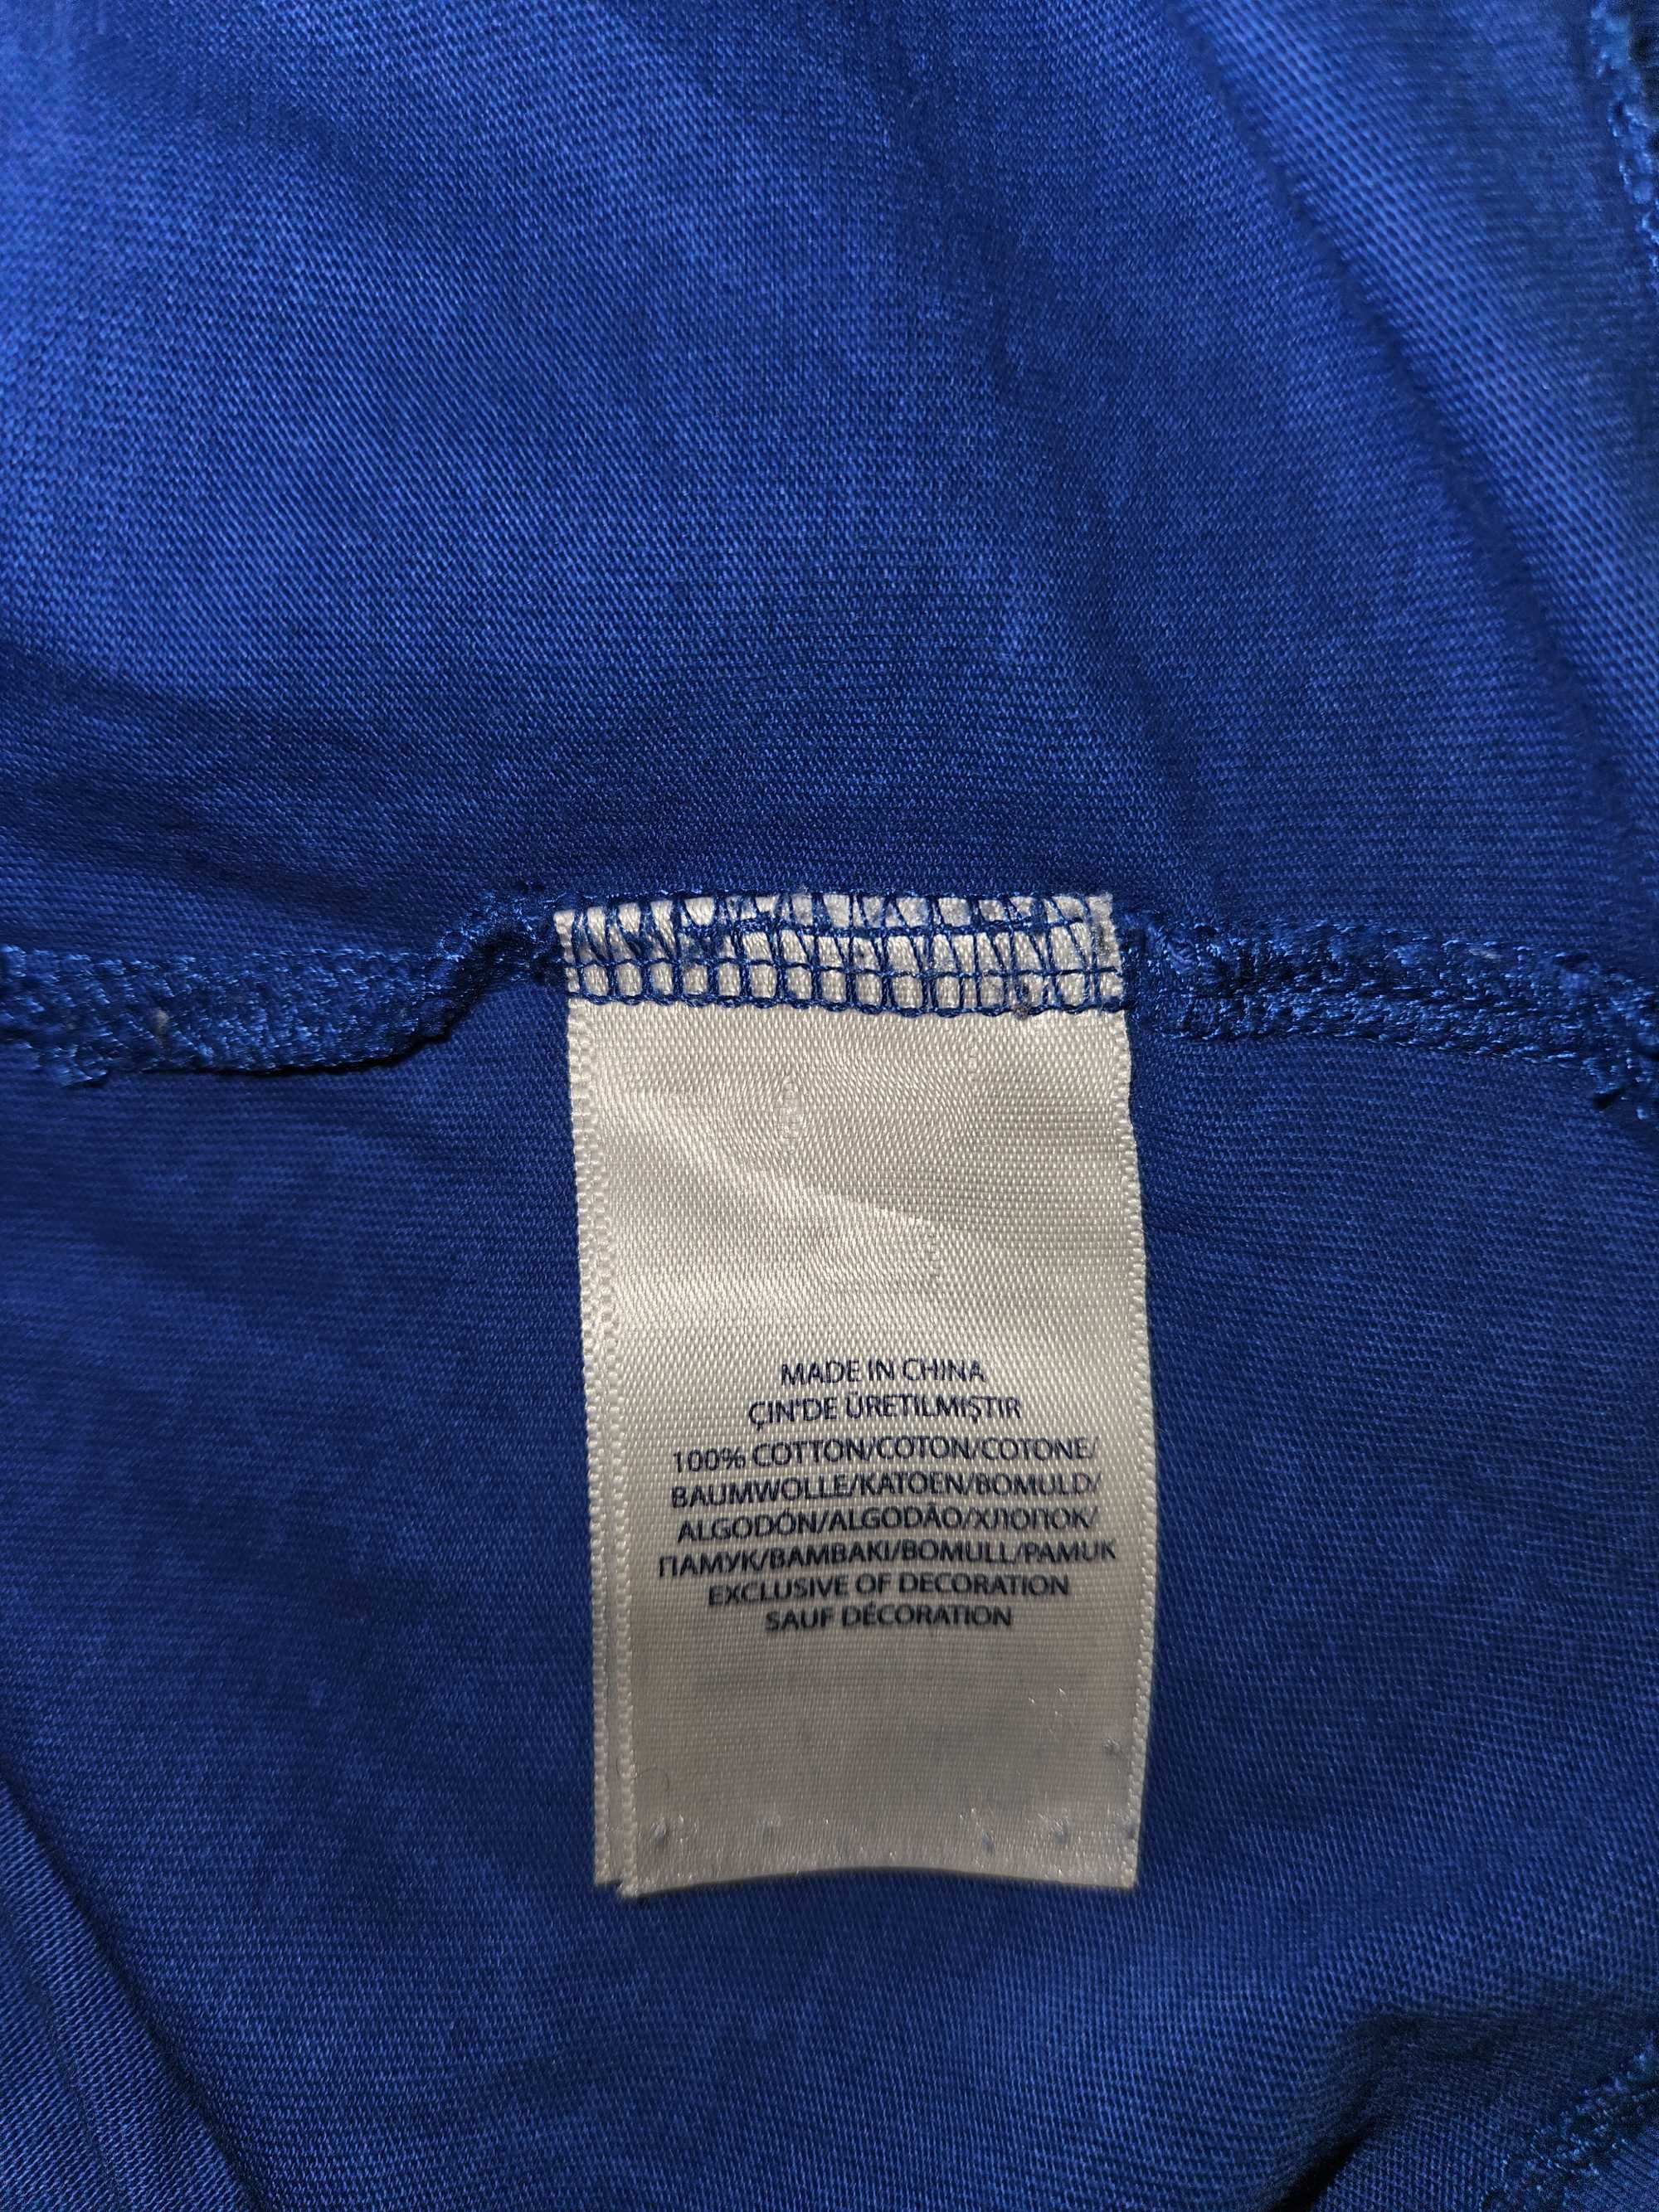 MADE IN CHINA
ÇIN'DE ÜRETILMIŞTIR
100% COTTON/COTON/COTONE/
BAUMWOLLE/KATOEN/BOMULD/
ALGODÓN/ALGODÃO/ХЛОПОК/
ПАМУК/BAMBAKI/BOMULL/PAMUK
EXCLUSIVE OF DECORATION
SAUF DÉCORATION